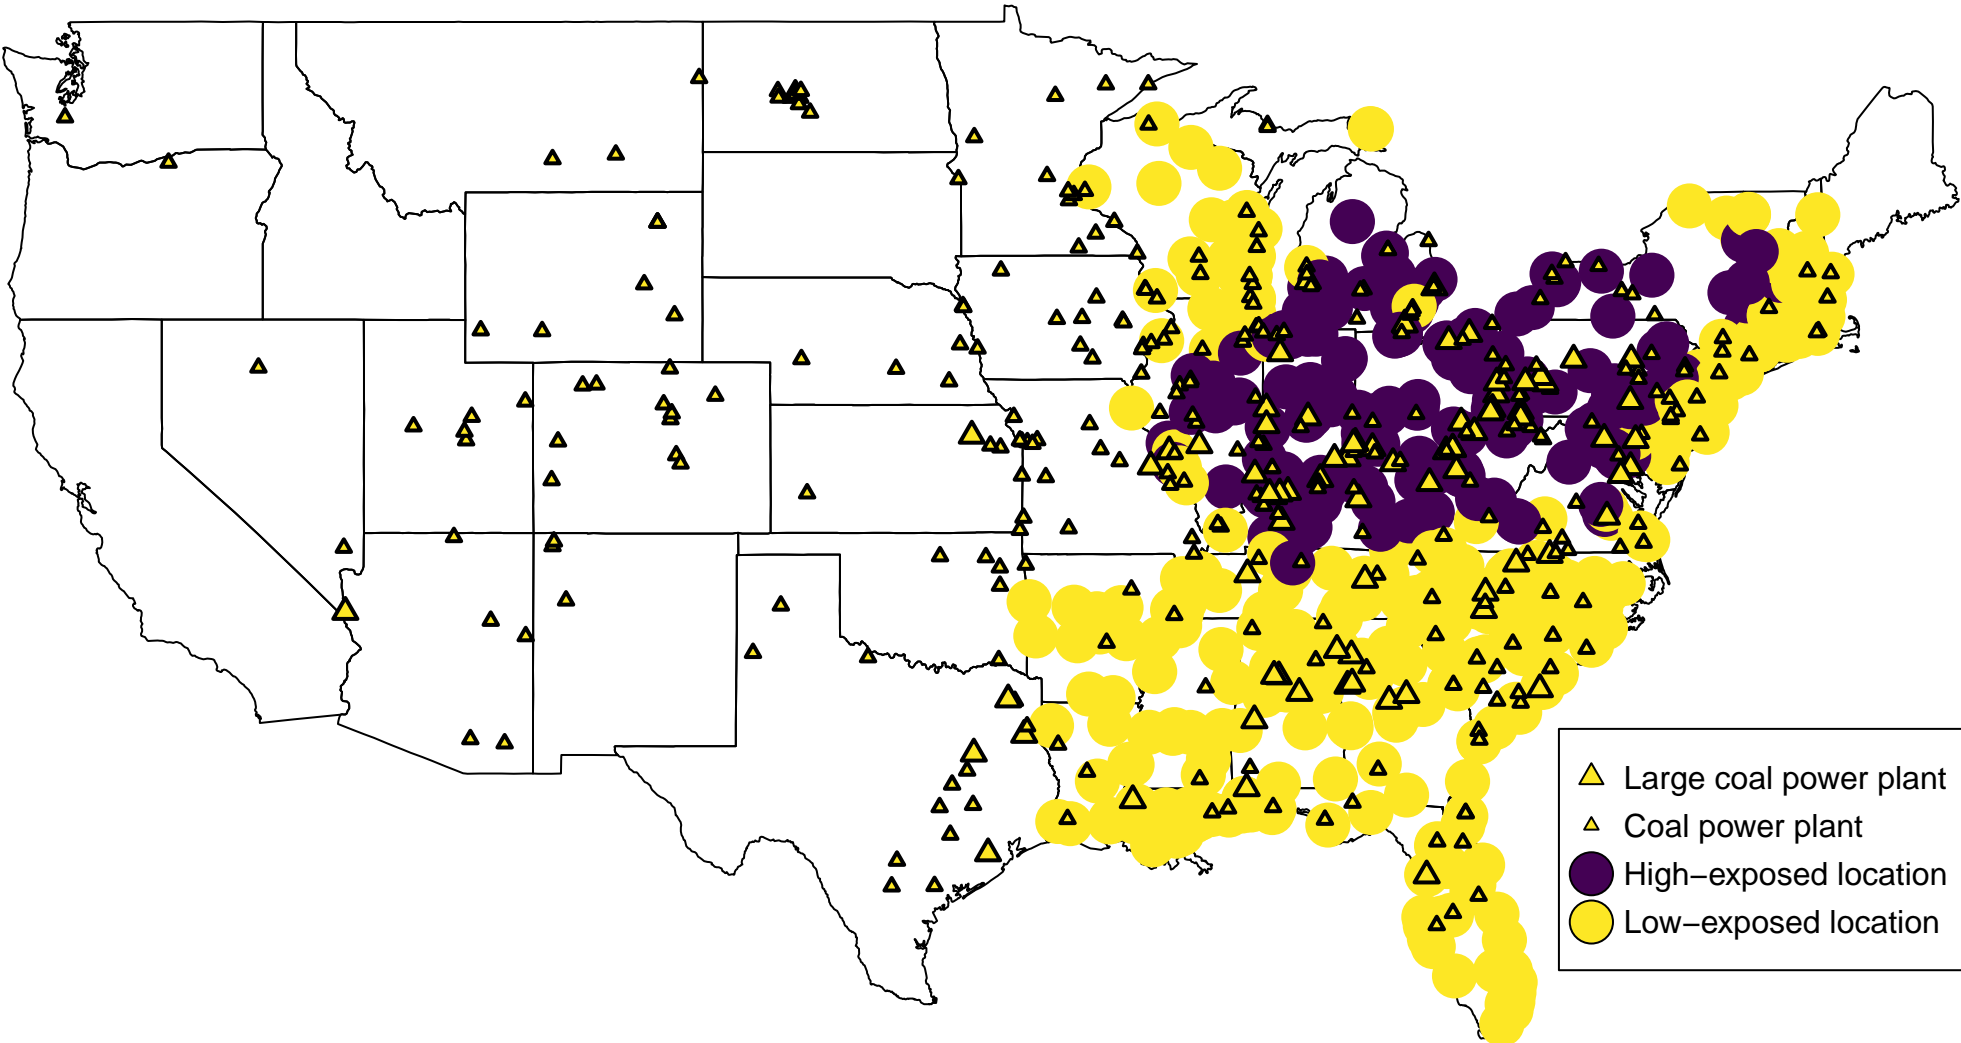 Large coal power plant
Coal power plant
High−exposed location
Low−exposed location